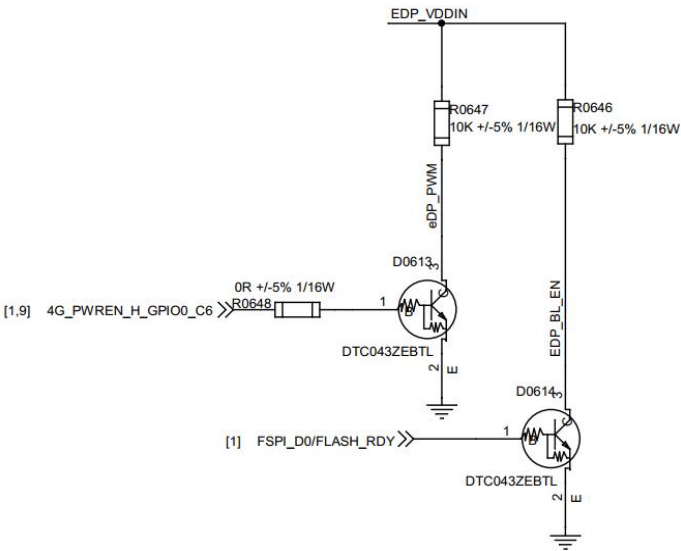 EDP_VDDIN
R0647
10K +/-5% 1/16W
R0646
10K +/-5% 1/16W
eDP_PWM
D0613
3
0R +/-5% 1/16W
[1,9] 4G_PWREN_H_GPIO0_C6
R0648
1
B
C
DTC043ZEBTL
2
E
EDP_BL_EN
D0614
3
[1] FSPI_D0/FLASH_RDY
1
B
C
DTC043ZEBTL
2
E